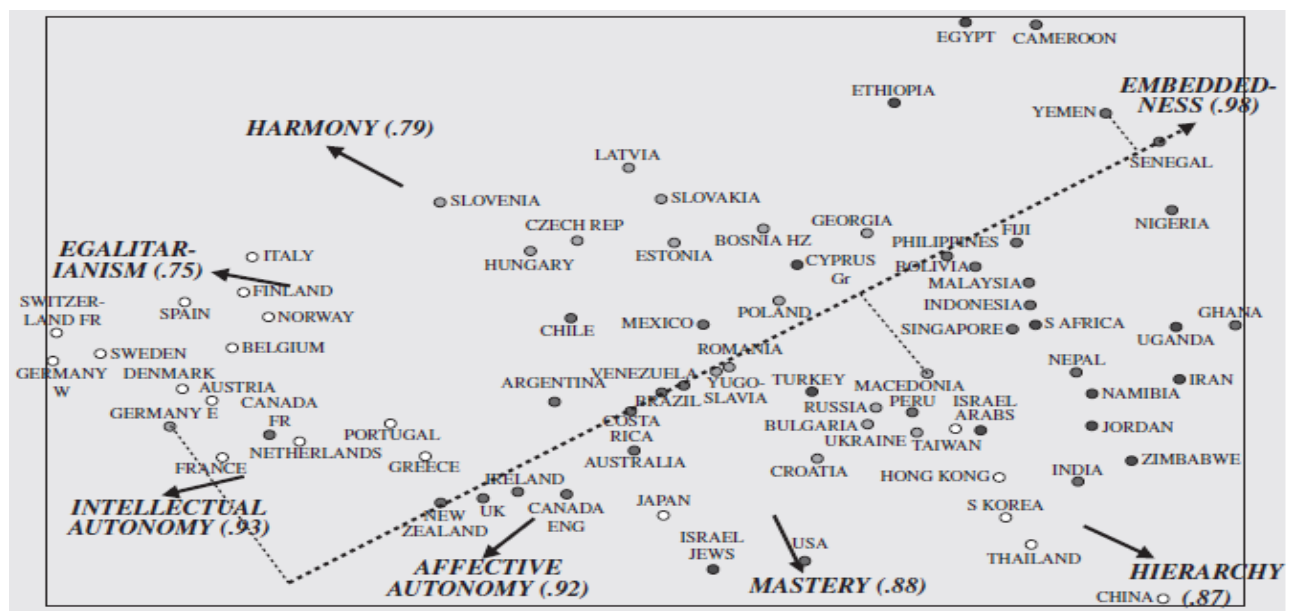 EGYPT
CAMEROON
ETHIOPIA
EMBEDDED-
NESS (.98)
YEMEN
HARMONY (.79)
LATVIA
SENEGAL
SLOVENIA
SLOVAKIA
NIGERIA
CZECH REP
GEORGIA
BOSNIA HZ
FIJI
PHILIPPINES
HUNGARY
ESTONIA
EGALITAR-
IANISM (.75)
ITALY
CYPRUS
Gr
BOLIVIA
MALAYSIA
FINLAND
SWITZER-
LAND FR
SPAIN
NORWAY
POLAND
INDONESIA
GHANA
CHILE
MEXICO
SINGAPORE
S AFRICA
UGANDA
SWEDEN
BELGIUM
ROMANIA
NEPAL
GERMANY
W
DENMARK
VENEZUELA
YUGO-
SLAVIA
ARGENTINA
TURKEY
MACEDONIA
IRAN
AUSTRIA
BRAZIL
NAMIBIA
CANADA
FR
GERMANY E
RUSSIA
PERU
ISRAEL
ARABS
COSTA
RICA
BULGARIA
JORDAN
PORTUGAL
UKRAINE
TAIWAN
NETHERLANDS
FRANCE
GREECE
AUSTRALIA
CROATIA
ZIMBABWE
HONG KONG
INDIA
IRELAND
INTELLECTUAL
AUTONOMY (.93)
NEW
ZEALAND
UK
CANADA
ENG
JAPAN
S KOREA
ISRAEL
JEWS
USA
THAILAND
AFFECTIVE
AUTONOMY (.92)
MASTERY (.88)
HIERARCHY
(.87)
CHINA